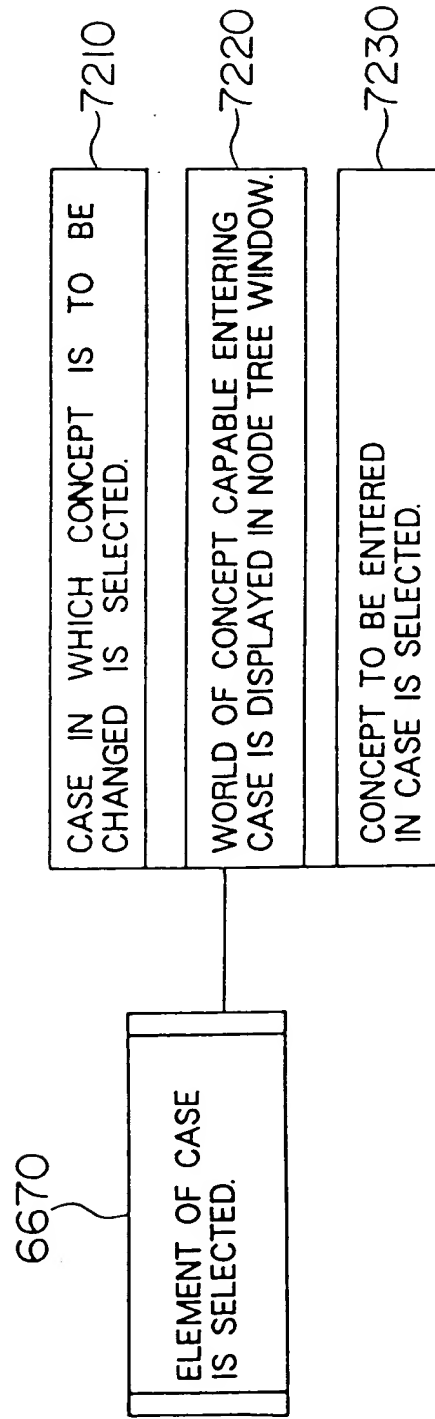 6670
ELEMENT OF CASE
IS SELECTED.
CASE IN WHICH CONCEPT IS TO BE
CHANGED IS SELECTED.
7210
WORLD OF CONCEPT CAPABLE ENTERING
CASE IS DISPLAYED IN NODE TREE WINDOW.
7220
CONCEPT TO BE ENTERED
IN CASE IS SELECTED.
7230